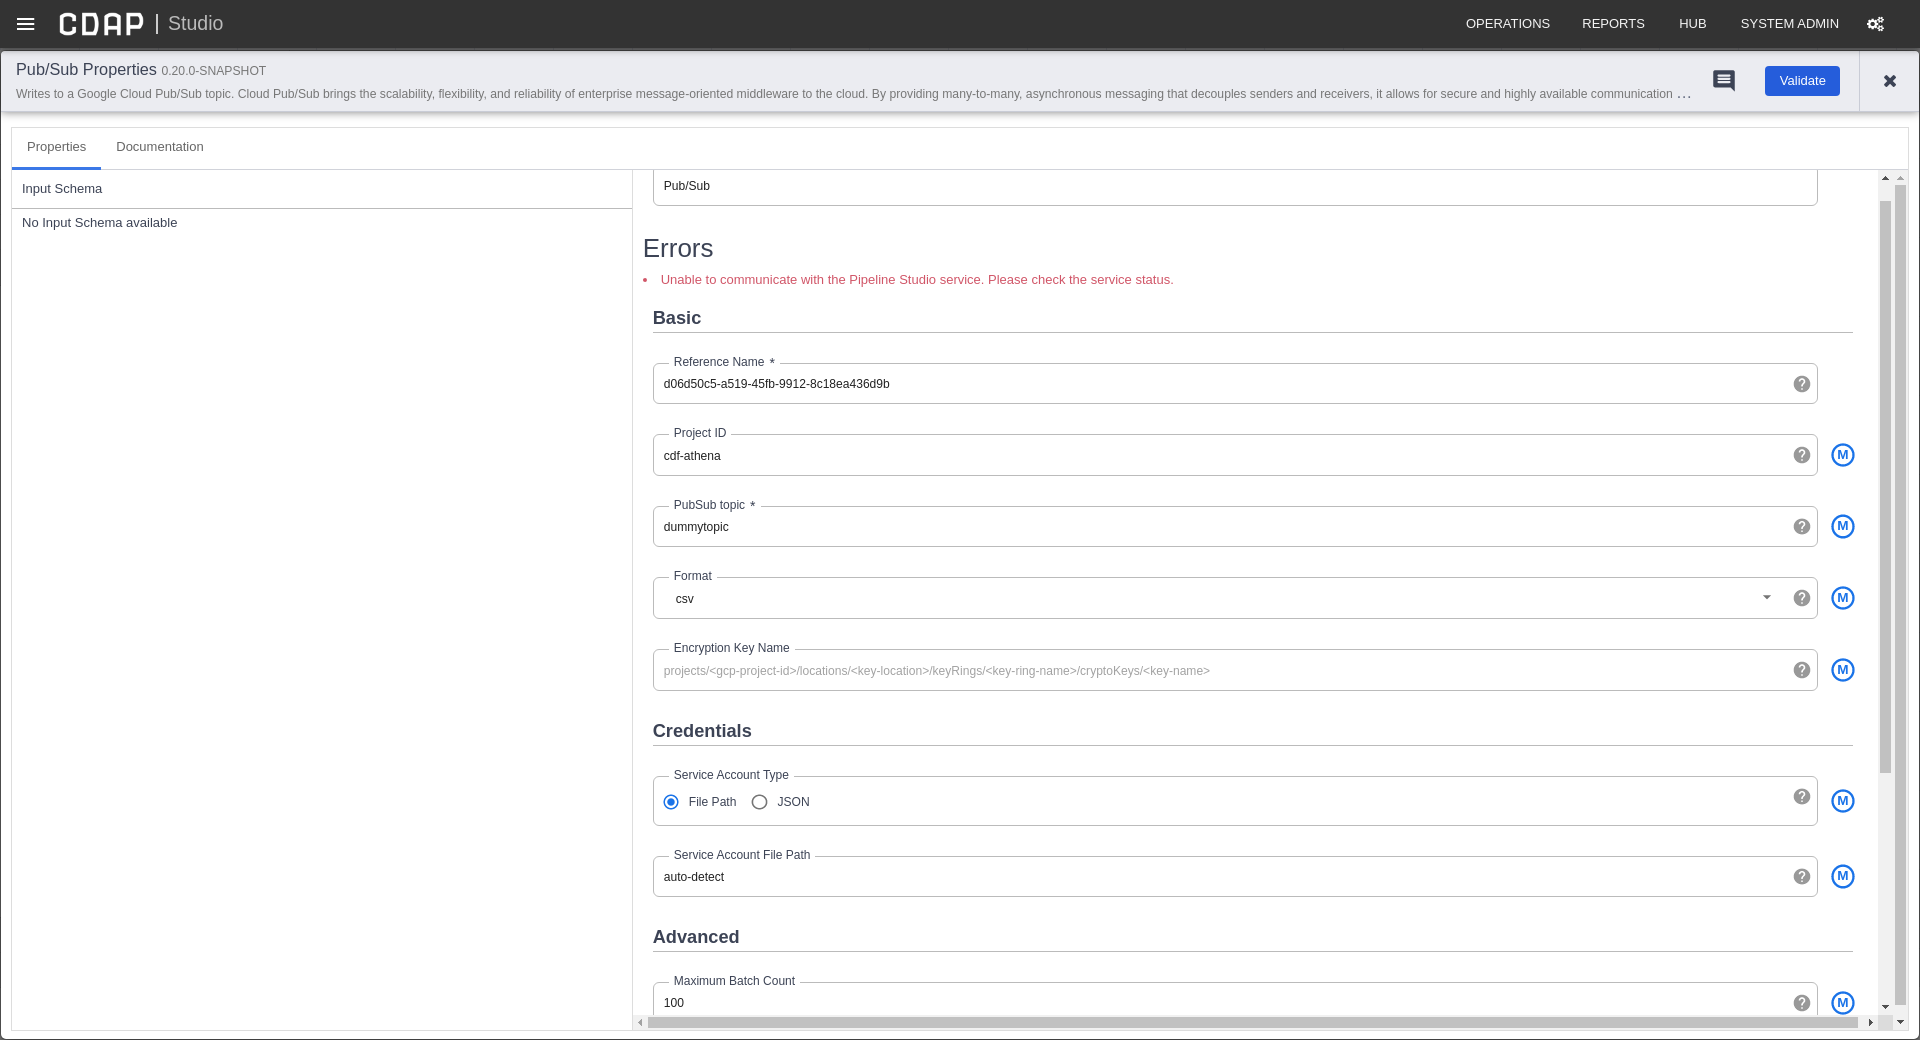 CDAP | Studio
OPERATIONS REPORTS HUB SYSTEM ADMIN
Pub/Sub Properties 0.20.0-SNAPSHOT
Writes to a Google Cloud Pub/Sub topic. Cloud Pub/Sub brings the scalability, flexibility, and reliability of enterprise message-oriented middleware to the cloud. By providing many-to-many, asynchronous messaging that decouples senders and receivers, it allows for secure and highly available communication ...
Validate
Properties Documentation
Input Schema
No Input Schema available
Pub/Sub
Errors
• Unable to communicate with the Pipeline Studio service. Please check the service status.
Basic
Reference Name *
d06d50c5-a519-45fb-9912-8c18ea436d9b
Project ID
cdf-athena
M
PubSub topic *
dummytopic
M
Format
csv
M
Encryption Key Name
projects/<gcp-project-id>/locations/<key-location>/keyRings/<key-ring-name>/cryptoKeys/<key-name>
M
Credentials
Service Account Type
File Path JSON
M
Service Account File Path
auto-detect
M
Advanced
Maximum Batch Count
100
M